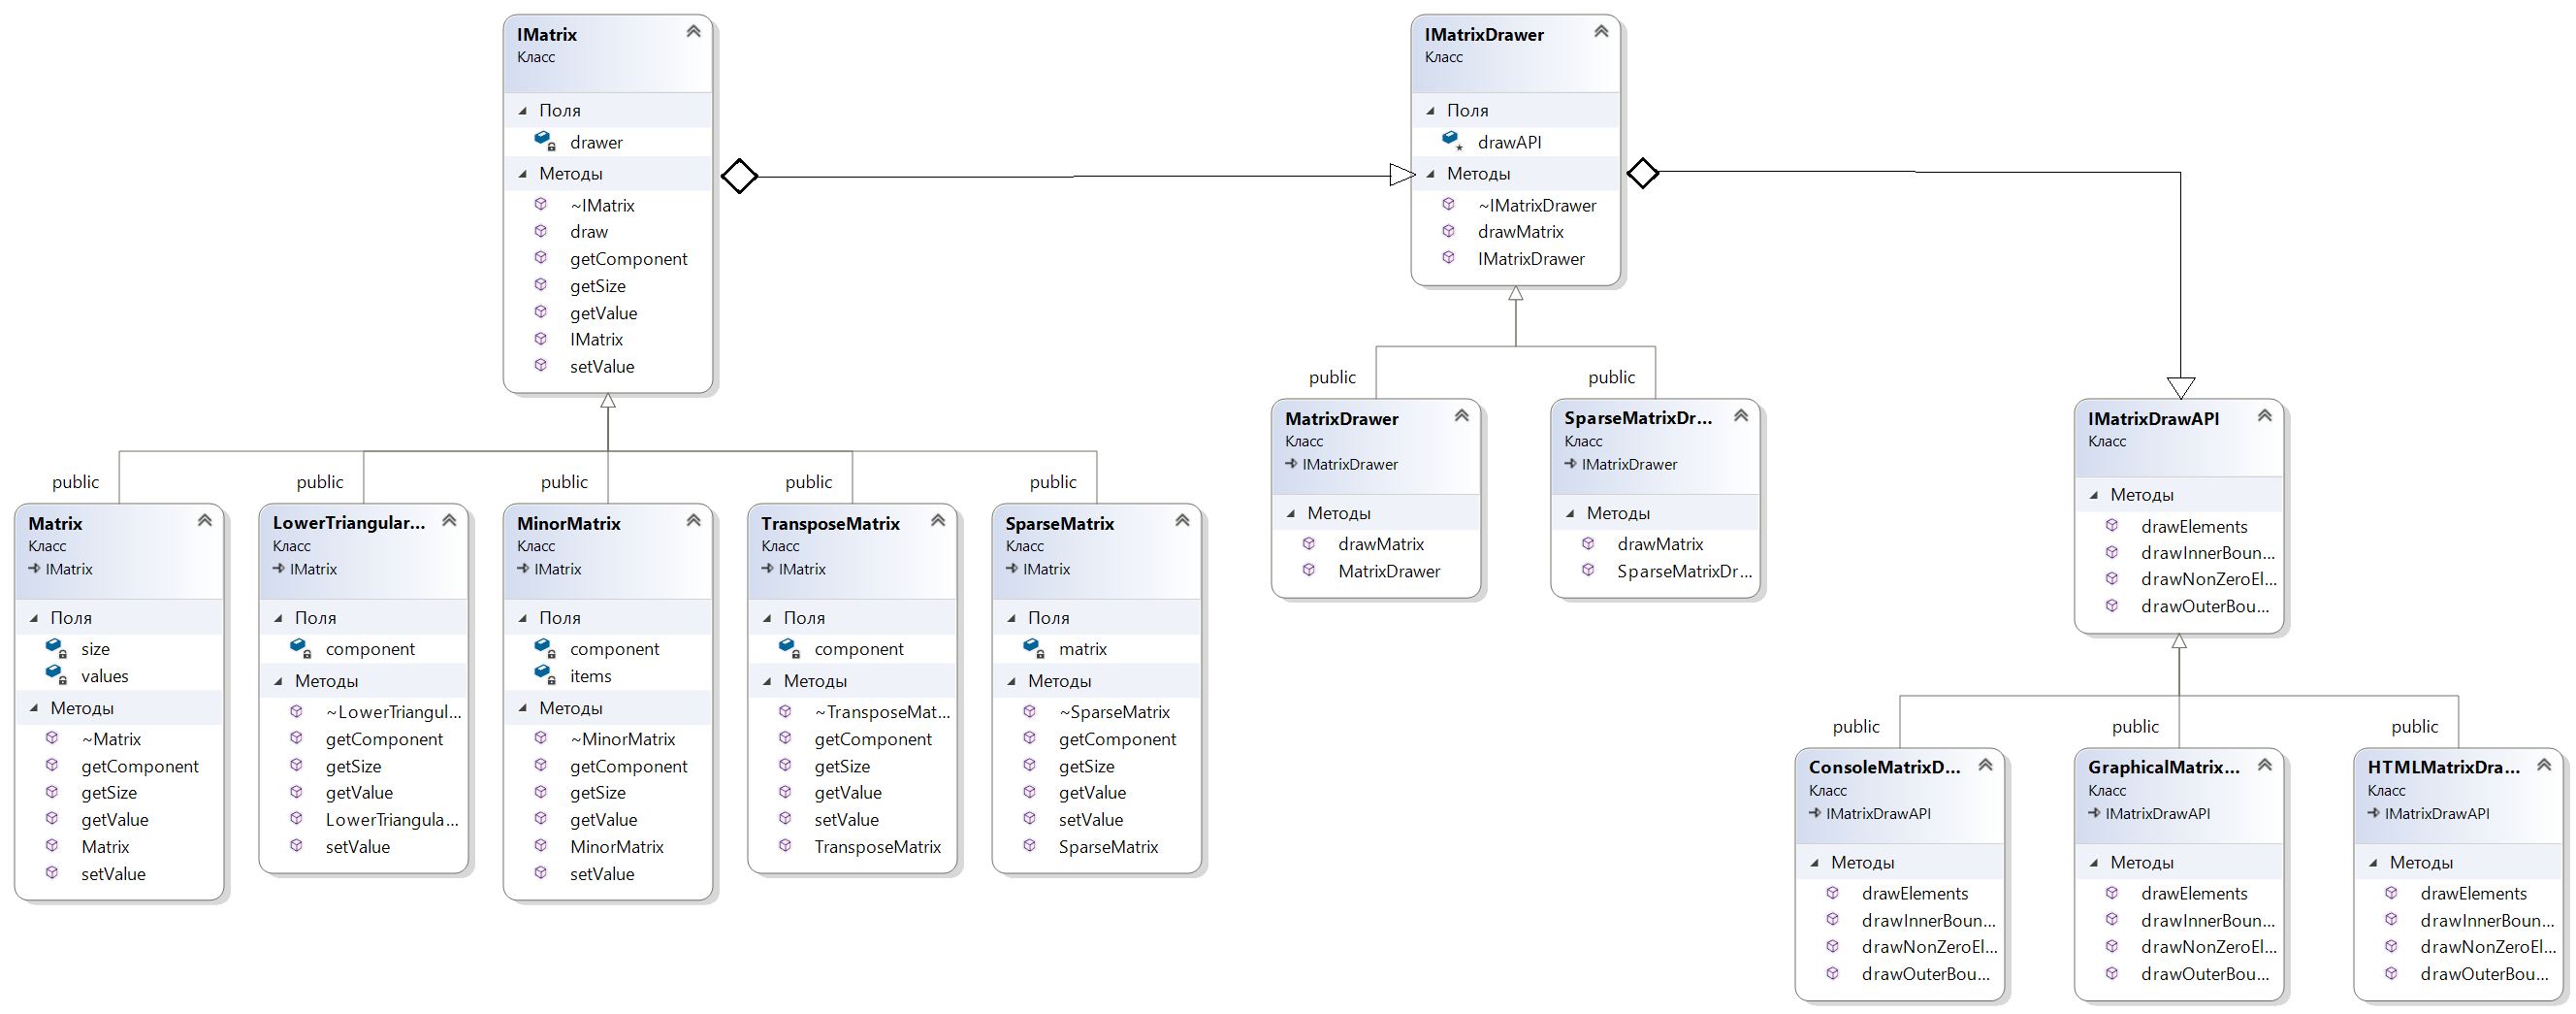 IMatrix
Класс
Поля
drawer
Методы
~IMatrix
draw
getComponent
getSize
getValue
IMatrix
setValue
IMatrixDrawer
Класс
Поля
drawAPI
Методы
~IMatrixDrawer
drawMatrix
IMatrixDrawer
public
Matrix
Класс
IMatrix
Поля
size
values
Методы
~Matrix
getComponent
getSize
getValue
Matrix
setValue
public
LowerTriangular...
Класс
IMatrix
Поля
component
Методы
~LowerTriangul...
getComponent
getSize
getValue
LowerTriangula...
setValue
public
MinorMatrix
Класс
IMatrix
Поля
component
items
Методы
~MinorMatrix
getComponent
getSize
getValue
MinorMatrix
setValue
public
TransposeMatrix
Класс
IMatrix
Поля
component
Методы
~TransposeMat...
getComponent
getSize
getValue
setValue
TransposeMatrix
public
SparseMatrix
Класс
IMatrix
Поля
matrix
Методы
~SparseMatrix
getComponent
getSize
getValue
setValue
SparseMatrix
public
MatrixDrawer
Класс
IMatrixDrawer
Методы
drawMatrix
MatrixDrawer
public
SparseMatrixDr...
Класс
IMatrixDrawer
Методы
drawMatrix
SparseMatrixDr...
IMatrixDrawAPI
Класс
Методы
drawElements
drawInnerBoun...
drawNonZeroEl...
drawOuterBou...
public
ConsoleMatrixD...
Класс
IMatrixDrawAPI
Методы
drawElements
drawInnerBoun...
drawNonZeroEl...
drawOuterBou...
public
GraphicalMatrix...
Класс
IMatrixDrawAPI
Методы
drawElements
drawInnerBoun...
drawNonZeroEl...
drawOuterBou...
public
HTMLMatrixDra...
Класс
IMatrixDrawAPI
Методы
drawElements
drawInnerBoun...
drawNonZeroEl...
drawOuterBou...